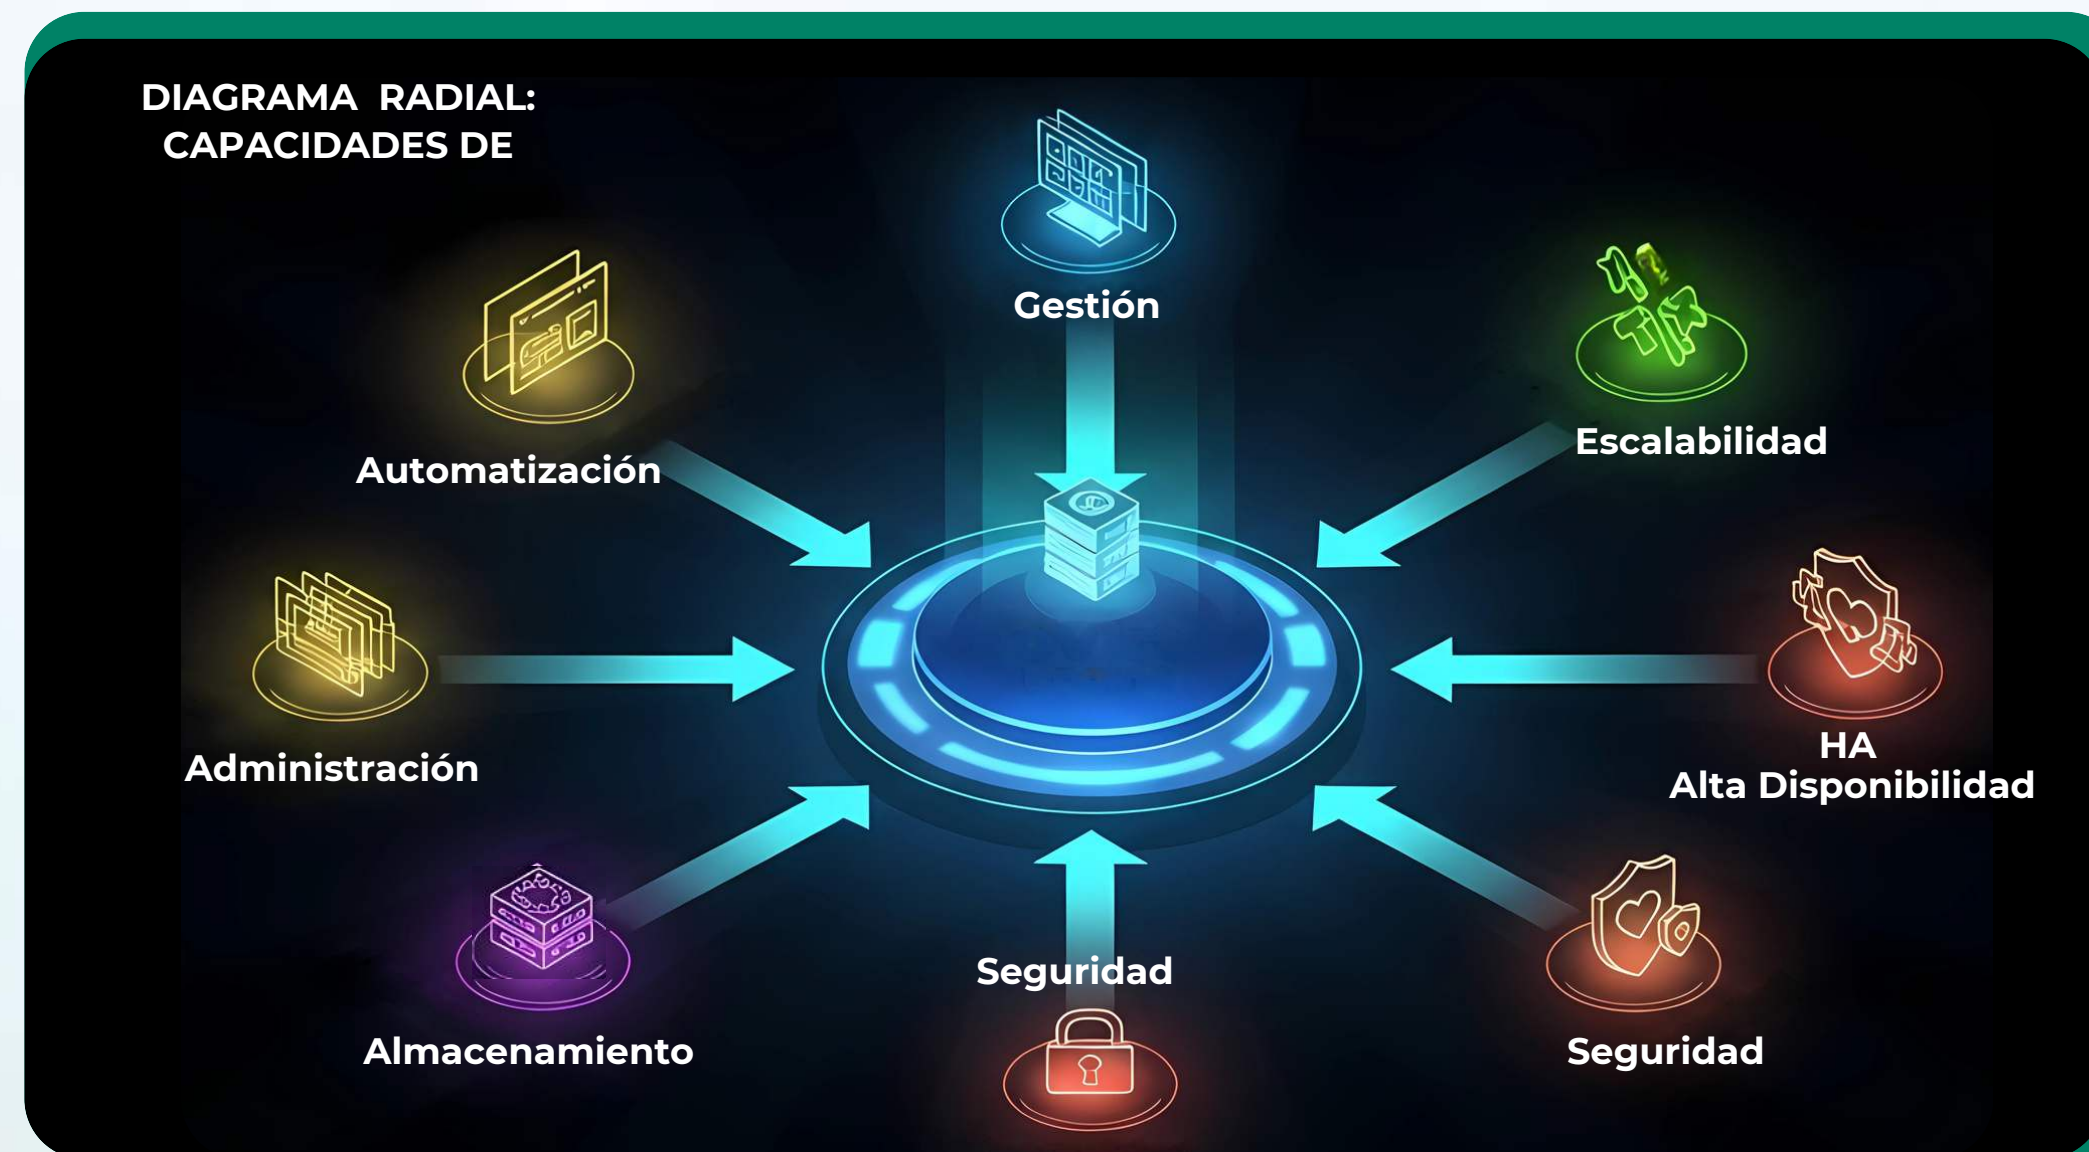 DIAGRAMA RADIAL:
CAPACIDADES DE
Gestión
Escalabilidad
Automatización
HA
Alta Disponibilidad
Administración
Seguridad
Almacenamiento
Seguridad